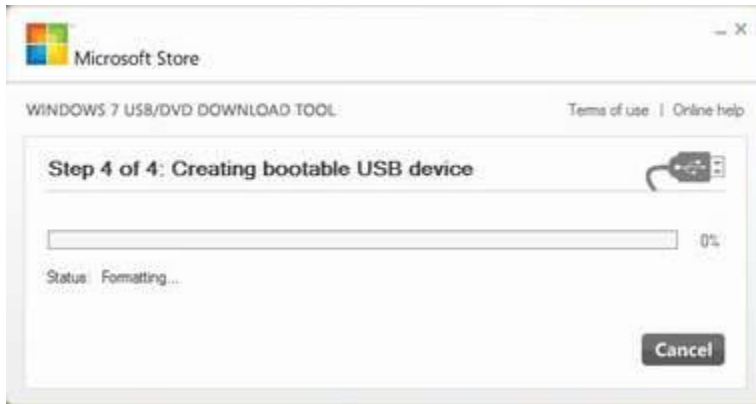 Microsoft Store
WINDOWS 7 USB/DVD DOWNLOAD TOOL
Terms of use | Online help
Step 4 of 4: Creating bootable USB device
0%
Status: Formatting...
Cancel